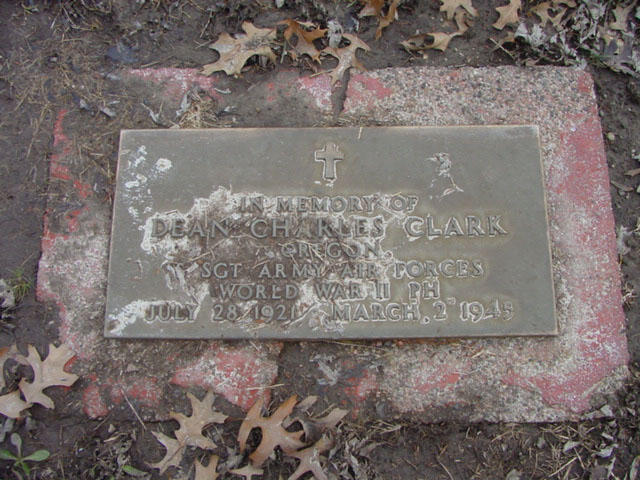 IN MEMORY OF
DEAN CHARLES CLARK
OREGON
SGT ARMY AIR FORCES
WORLD WAR II PH
JULY 28 1921 MARCH 2 1945